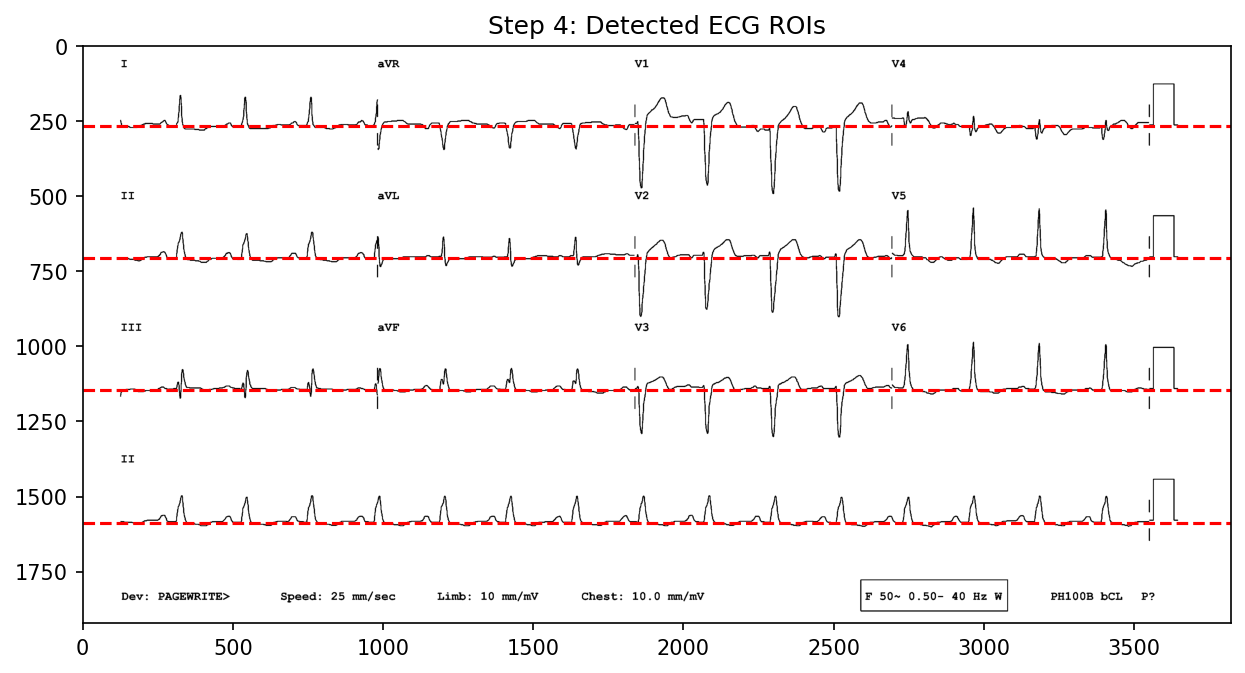 Step 4: Detected ECG ROIs
0
I aVR V1 V4
250
500
II aVL V2 V5
750
1000
III aVF V3 V6
1250
II
1500
1750
Dev: PAGEWRITE> Speed: 25 mm/sec Limb: 10 mm/mV Chest: 10.0 mm/mV F 50~ 0.50- 40 Hz W PH100B bCL P?
0 500 1000 1500 2000 2500 3000 3500